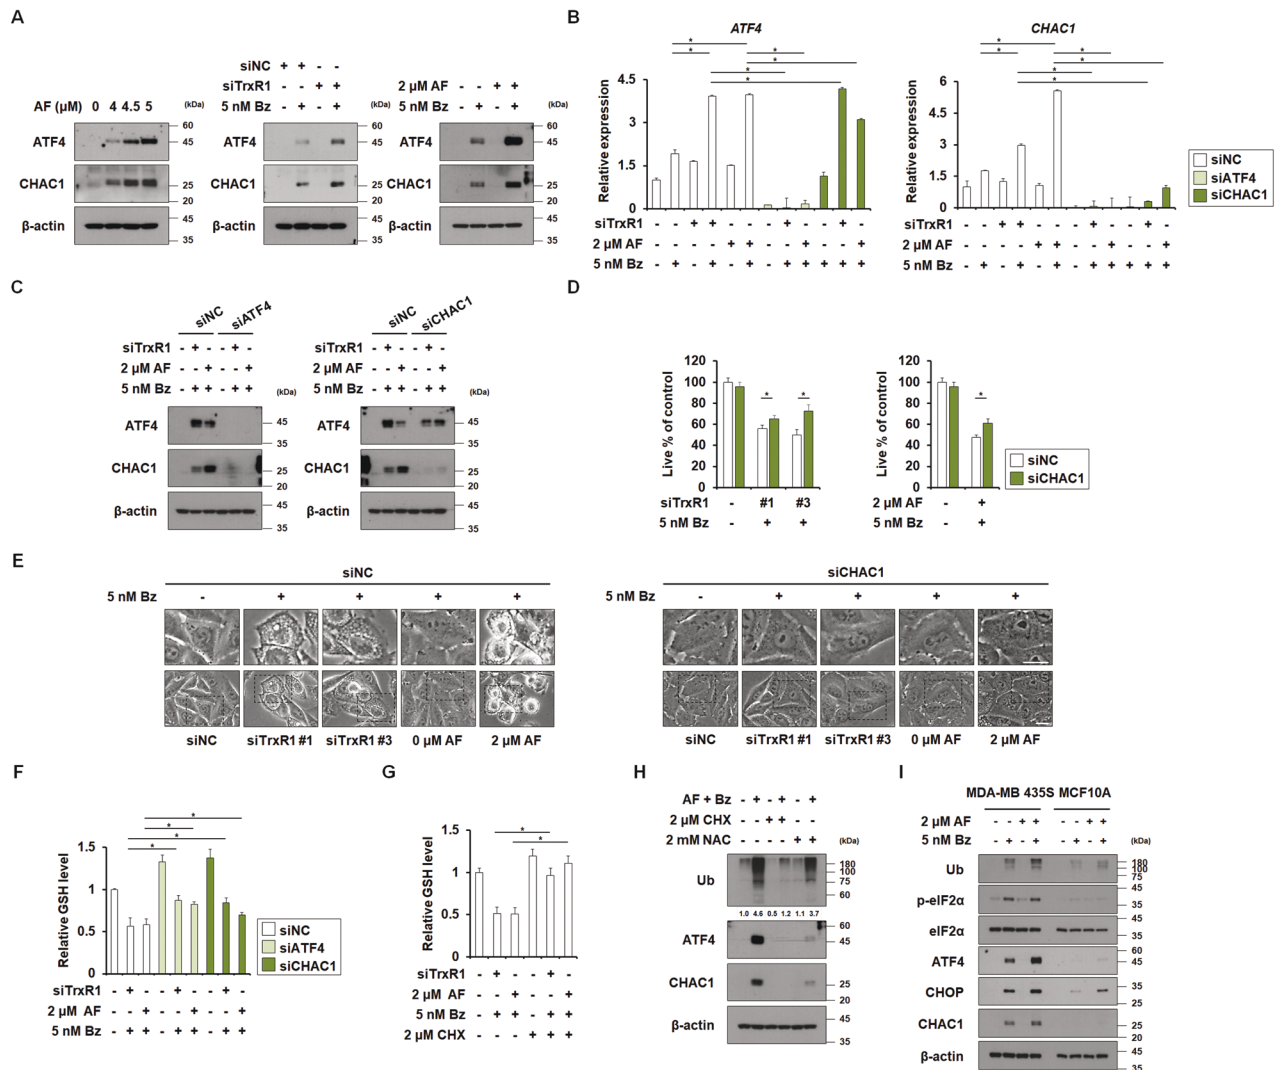 A
siNC + + - -
siTrxR1 - - + +
5 nM Bz - + - +
2 µM AF - - + +
5 nM Bz - + - +
AF (µM) 0 4 4.5 5 (kDa)
(kDa)
(kDa)
ATF4 60 45
ATF4 60 45
ATF4 60 45
CHAC1 25 20
CHAC1 25 20
CHAC1 25 20
β-actin 45 35
β-actin 45 35
β-actin 45 35
B
ATF4
* *
* *
*
*
Relative expression
4.5
3
1.5
0
siTrxR1 - - + + - - - + - - + -
2 µM AF - - - - + + - - + - - +
5 nM Bz - + - + - + - + + + + +
CHAC1
* *
* *
*
*
Relative expression
6
4.5
3
1.5
0
siTrxR1 - - + + - - - + - - + -
2 µM AF - - - - + + - - + - - +
5 nM Bz - + - + - + - + + + + +
siNC
siATF4
siCHAC1
C
siNC siATF4
siTrxR1 - + - - + -
2 µM AF - - + - - +
5 nM Bz - + + - + +
(kDa)
ATF4 45 35
CHAC1 25 20
β-actin 45 35
siNC siCHAC1
siTrxR1 - + - - + -
2 µM AF - - + - - +
5 nM Bz - + + - + +
(kDa)
ATF4 45 35
CHAC1 25 20
β-actin 45 35
D
Live % of control
120
100
80
60
40
20
0
* *
siTrxR1 - #1 #3
5 nM Bz - + +
Live % of control
120
100
80
60
40
20
0
*
2 µM AF - +
5 nM Bz - +
siNC
siCHAC1
E
siNC
5 nM Bz - + + + +
siNC siTrxR1 #1 siTrxR1 #3 0 µM AF 2 µM AF
siCHAC1
5 nM Bz - + + + +
siNC siTrxR1 #1 siTrxR1 #3 0 µM AF 2 µM AF
F
Relative GSH level
1.5
1
0.5
0
*
*
*
*
siTrxR1 - + - - + - - + -
2 µM AF - - + - - + - - +
5 nM Bz - + + - + + - + +
siNC
siATF4
siCHAC1
G
Relative GSH level
1.5
1
0.5
0
*
*
siTrxR1 - + - - + -
2 µM AF - - + - - +
5 nM Bz - + + - + +
2 µM CHX - - - + + +
H
AF + Bz - + - + - +
2 µM CHX - - + + - -
2 mM NAC - - - - + +
(kDa)
Ub 180 100 75 60
1.0 4.6 0.5 1.2 1.1 3.7
ATF4 60 45
CHAC1 25 20
β-actin 45 35
I
MDA-MB 435S MCF10A
2 µM AF - - + + - - + +
5 nM Bz - + - + - + - +
(kDa)
Ub 180 100 75
p-eIF2α 45 35
eIF2α 45 35
ATF4 60 45
CHOP 35 25
CHAC1 25 20
β-actin 45 35